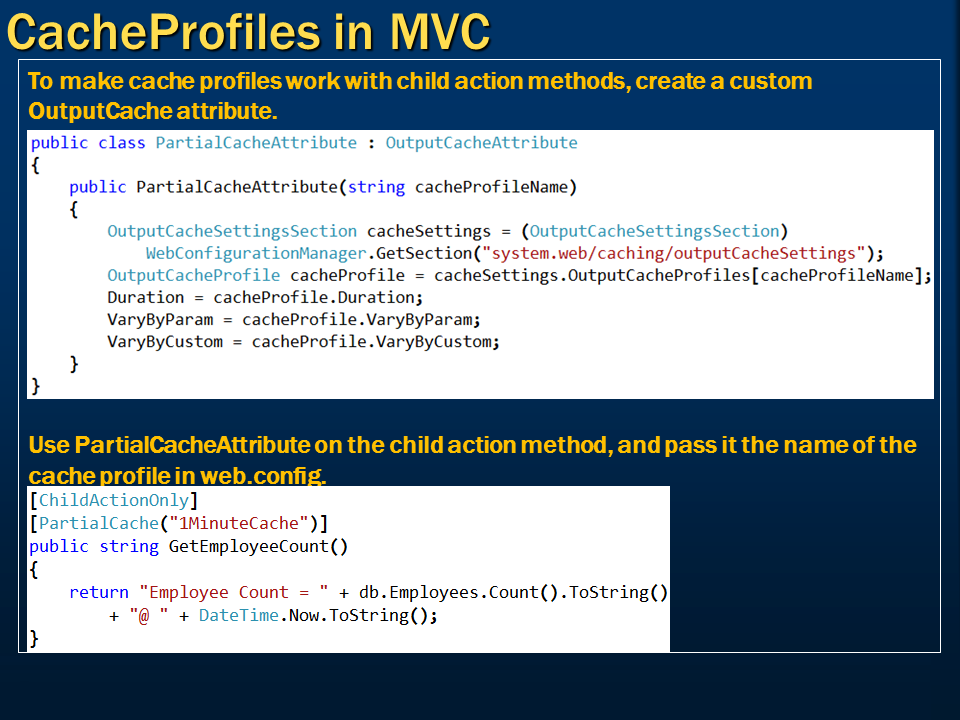 CacheProfiles in MVC
To make cache profiles work with child action methods, create a custom
OutputCache attribute.
public class PartialCacheAttribute : OutputCacheAttribute
{
    public PartialCacheAttribute(string cacheProfileName)
    {
        OutputCacheSettingsSection cacheSettings = (OutputCacheSettingsSection)
            WebConfigurationManager.GetSection("system.web/caching/outputCacheSettings");
        OutputCacheProfile cacheProfile = cacheSettings.OutputCacheProfiles[cacheProfileName];
        Duration = cacheProfile.Duration;
        VaryByParam = cacheProfile.VaryByParam;
        VaryByCustom = cacheProfile.VaryByCustom;
    }
}
Use PartialCacheAttribute on the child action method, and pass it the name of the
cache profile in web.config.
[ChildActionOnly]
[PartialCache("1MinuteCache")]
public string GetEmployeeCount()
{
    return "Employee Count = " + db.Employees.Count().ToString()
        + "@ " + DateTime.Now.ToString();
}